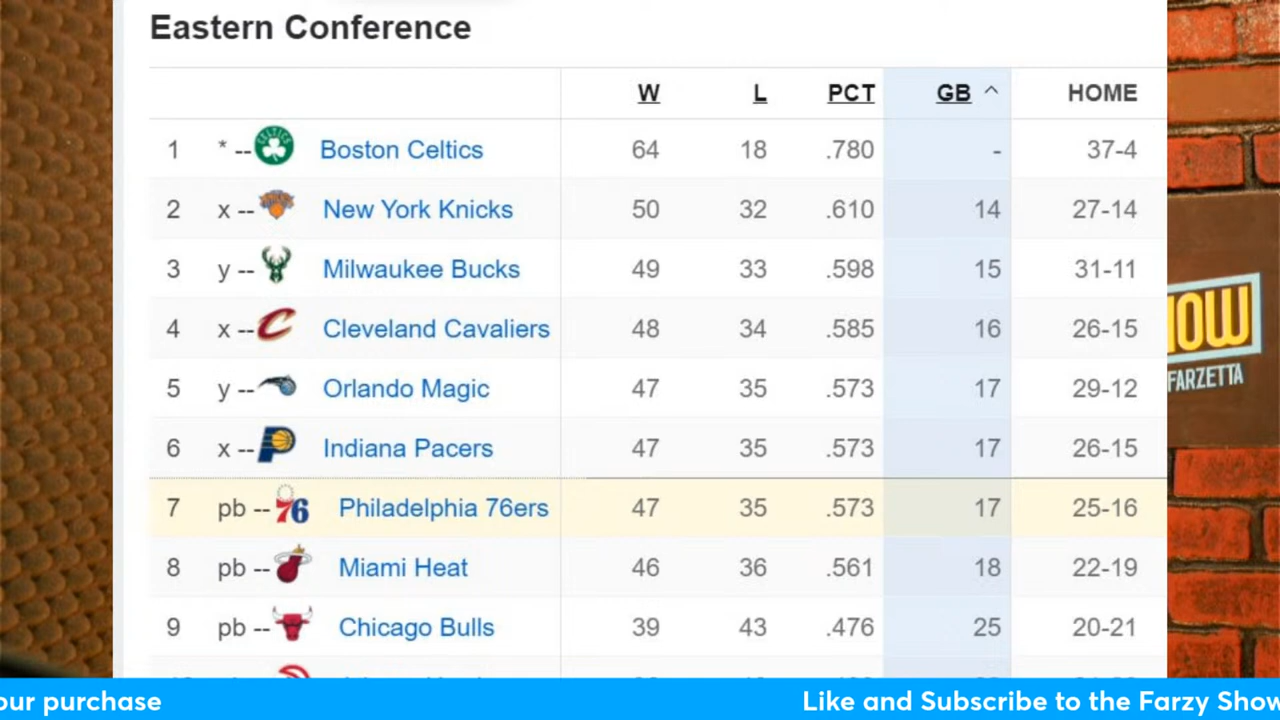 Eastern Conference
W L PCT GB HOME
1 * -- CELTICS Boston Celtics 64 18 .780 - 37-4
2 x -- New York Knicks 50 32 .610 14 27-14
3 y -- Milwaukee Bucks 49 33 .598 15 31-11
4 x -- Cleveland Cavaliers 48 34 .585 16 26-15
5 y -- Orlando Magic 47 35 .573 17 29-12
6 x -- Indiana Pacers 47 35 .573 17 26-15
7 pb -- 76 Philadelphia 76ers 47 35 .573 17 25-16
8 pb -- Miami Heat 46 36 .561 18 22-19
9 pb -- Chicago Bulls 39 43 .476 25 20-21
HOW
FARZETTA
our purchase Like and Subscribe to the Farzy Show